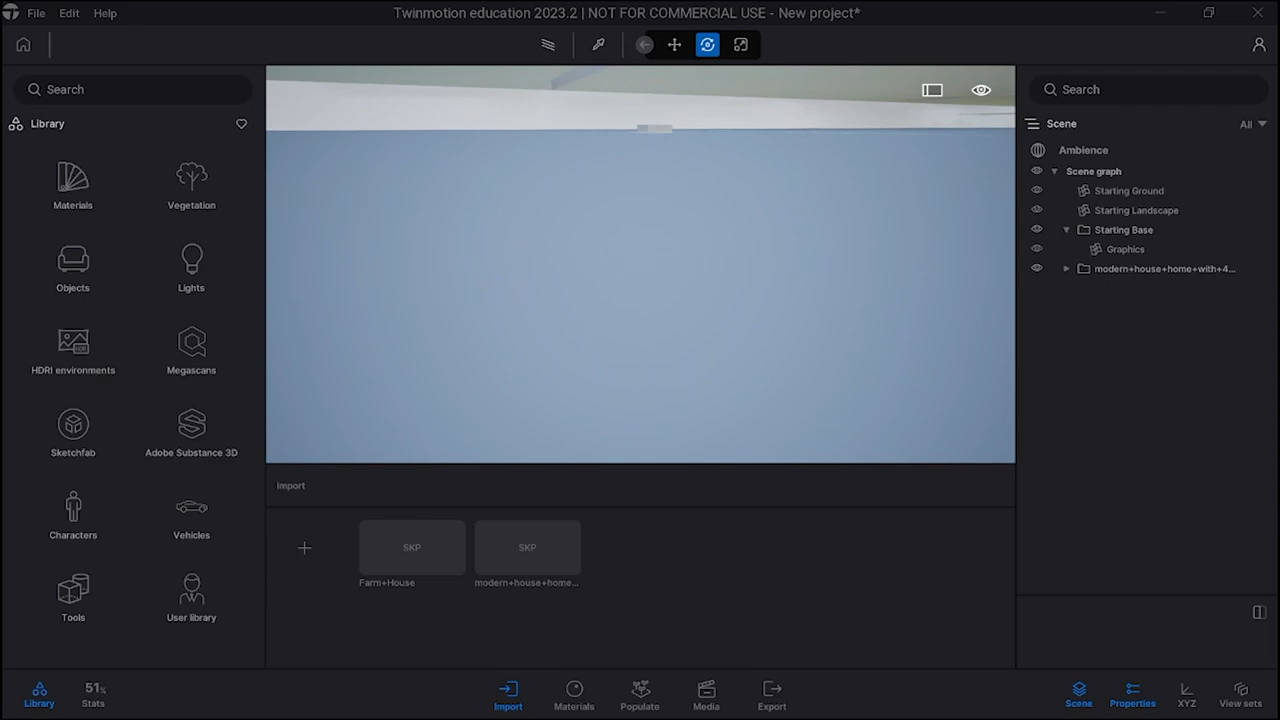 Twinmotion education 2023.2 | NOT FOR COMMERCIAL USE - New project*
File Edit Help
Search
Library
Materials
Vegetation
Objects
Lights
HDRI environments
Megascans
Sketchfab
Adobe Substance 3D
Characters
Vehicles
Tools
User library
Import
SKP
Farm+House
SKP
modern+house+home...
Search
Scene
All
Ambience
Scene graph
Starting Ground
Starting Landscape
Starting Base
Graphics
modern+house+home+with+4...
Library
51%
Stats
Import
Materials
Populate
Media
Export
Scene
Properties
XYZ
View sets